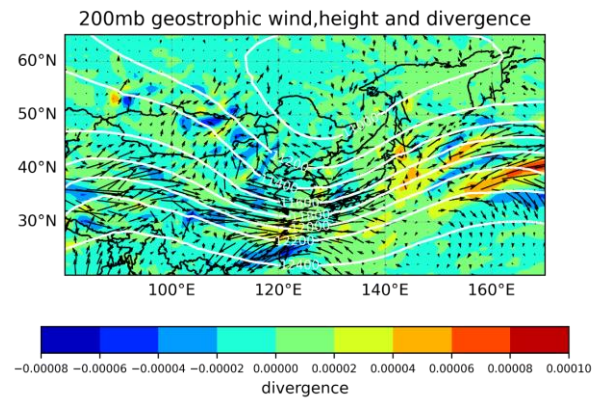 200mb geostrophic wind,height and divergence
60°N
50°N
40°N
30°N
100°E 120°E 140°E 160°E
-0.00008 -0.00006 -0.00004 -0.00002 0.00000 0.00002 0.00004 0.00006 0.00008 0.00010
divergence